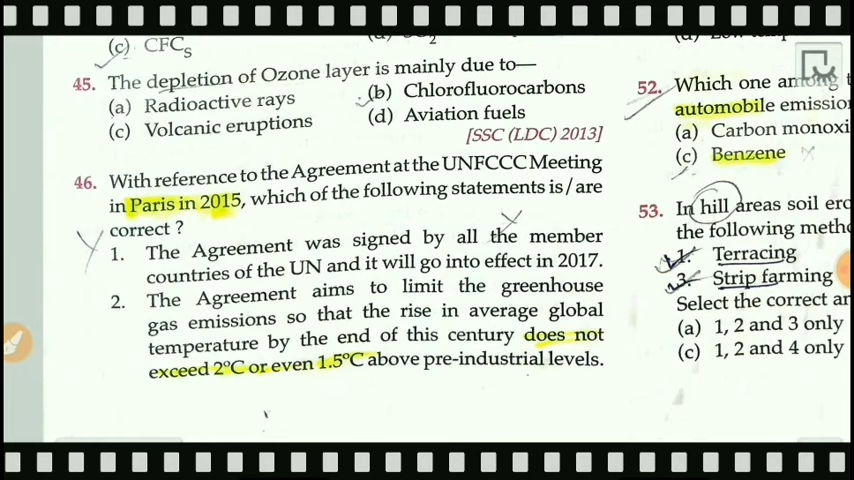 (c) CFCs
45. The depletion of Ozone layer is mainly due to—
(a) Radioactive rays
(b) Chlorofluorocarbons
(c) Volcanic eruptions
(d) Aviation fuels
[SSC (LDC) 2013]
46. With reference to the Agreement at the UNFCCC Meeting
in Paris in 2015, which of the following statements is/are
correct ?
1. The Agreement was signed by all the member
countries of the UN and it will go into effect in 2017.
2. The Agreement aims to limit the greenhouse
gas emissions so that the rise in average global
temperature by the end of this century does not
exceed 2°C or even 1.5°C above pre-industrial levels.
52. Which one among
automobile
(a) Carbon
(c) Benzene
53. In hill areas soil
the following
1. Terracing
3. Strip farming
Select the correct
(a) 1, 2 and 3 only
(c) 1, 2 and 4 only